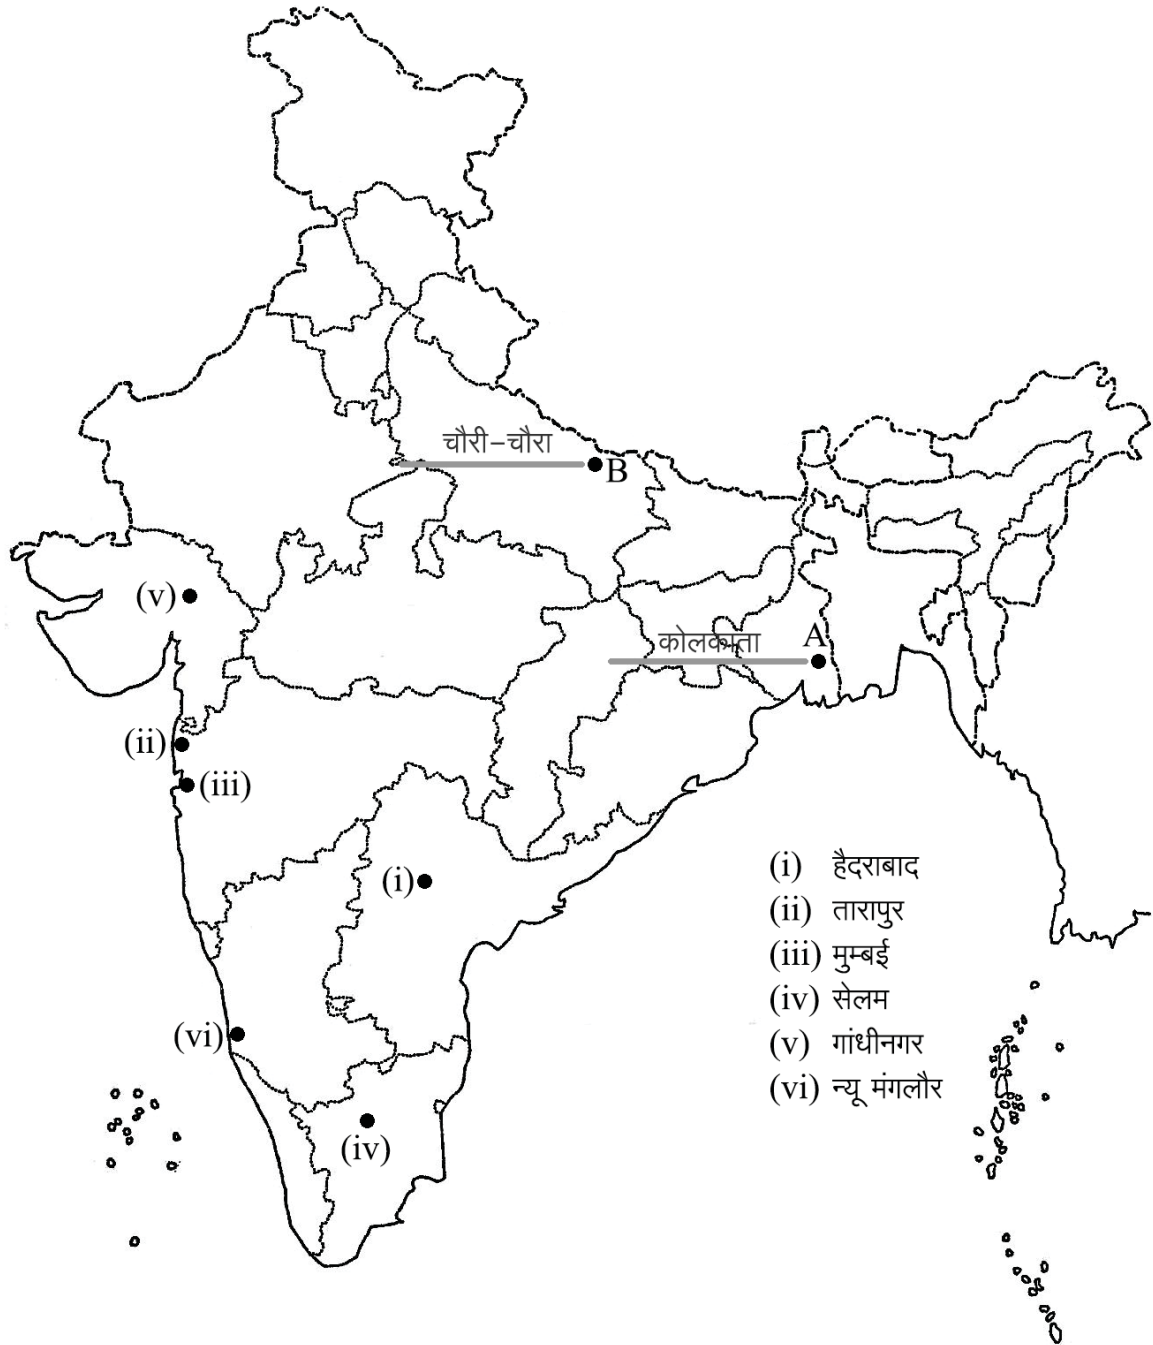 चौरी–चौरा
B
(v)
कोलकाता
A
(ii)
(iii)
(i)
(i) हैदराबाद
(ii) तारापुर
(iii) मुम्बई
(iv) सेलम
(v) गांधीनगर
(vi) न्यू मंगलौर
(vi)
(iv)